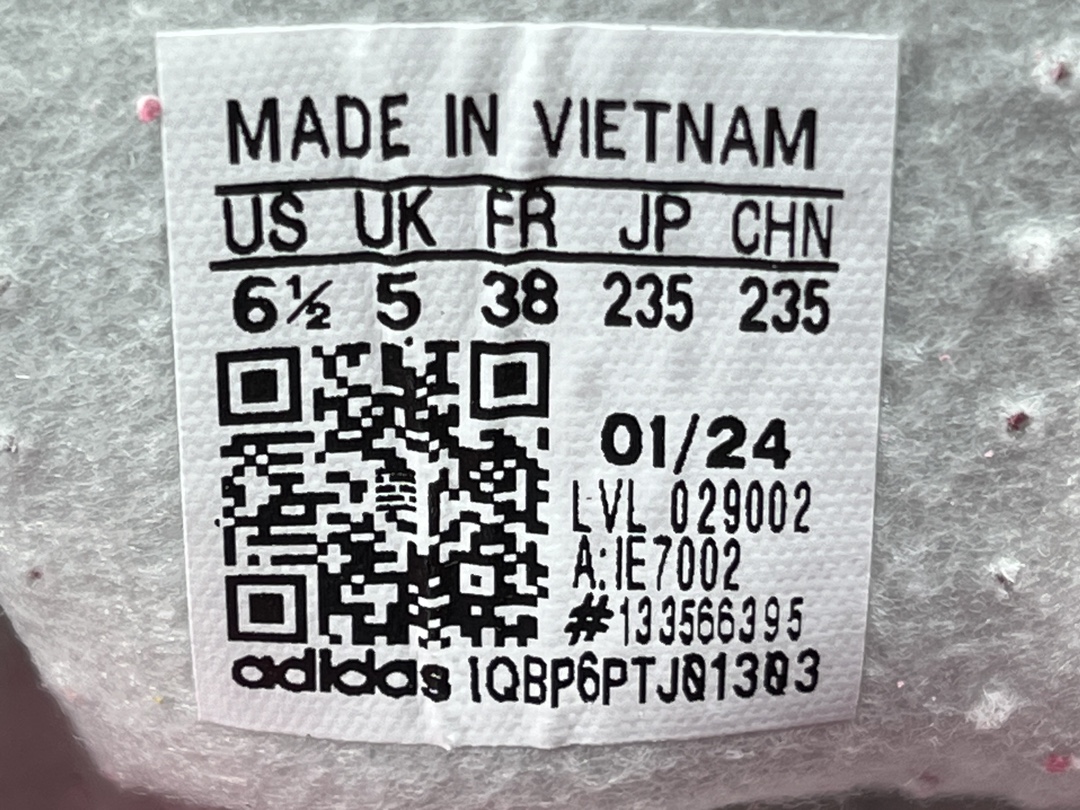 MADE IN VIETNAM
US UK FR JP CHN
6½ 5 38 235 235
01/24
LVL 029002
A:IE7002
#133566395
adidas 1QBP6PTJ01303